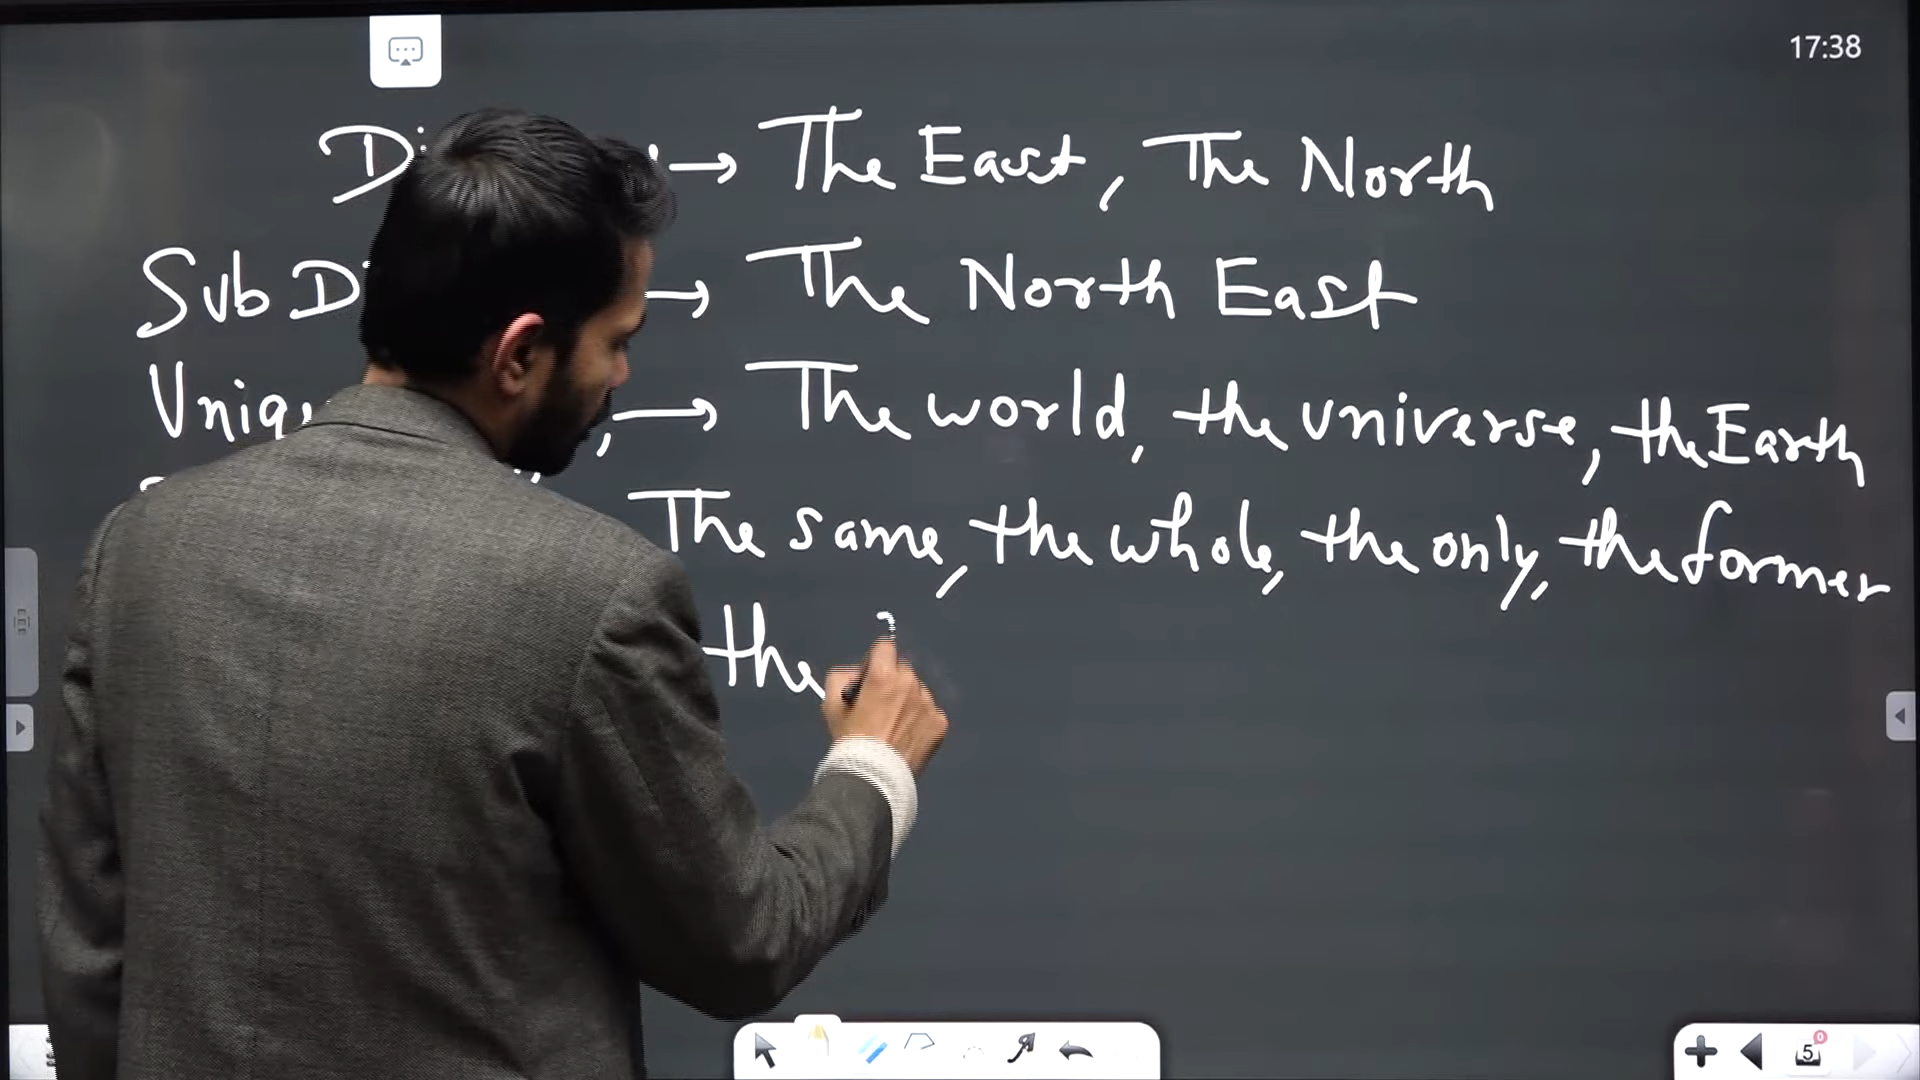 17:38
→ The East, The North
Sub → The North East
→ The world, the universe, the Earth
The same, the whole, the only, the former
the
5